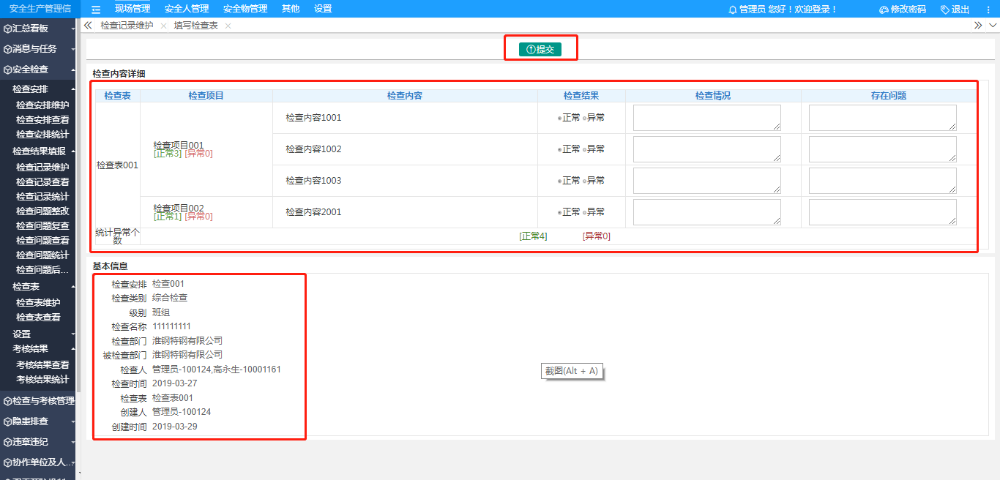 安全生产管理信
现场管理 安全人管理 安全物管理 其他 设置
管理员 您好！欢迎登录！ 修改密码 退出
检查记录维护 填写检查表
汇总看板
消息与任务
安全检查
检查安排
检查安排维护
检查安排查看
检查安排统计
检查结果填报
检查记录维护
检查记录查看
检查记录统计
检查问题整改
检查问题复查
检查问题查看
检查问题统计
检查问题后...
检查表
检查表维护
检查表查看
设置
考核结果
考核结果查看
考核结果统计
检查与考核管理
隐患排查
违章违纪
协作单位及人...
提交
检查内容详细
检查表 检查项目 检查内容 检查结果 检查情况 存在问题
检查表001
检查项目001
[正常3] [异常0]
检查内容1001 正常 异常
检查内容1002 正常 异常
检查内容1003 正常 异常
检查项目002
[正常1] [异常0]
检查内容2001 正常 异常
统计异常个
数
[正常4] [异常0]
基本信息
检查安排 检查001
检查类别 综合检查
级别 班组
检查名称 111111111
检查部门 淮钢特钢有限公司
被检查部门 淮钢特钢有限公司
检查人 管理员-100124,高永生-10001161
检查时间 2019-03-27
检查表 检查表001
创建人 管理员-100124
创建时间 2019-03-29
截图(Alt + A)